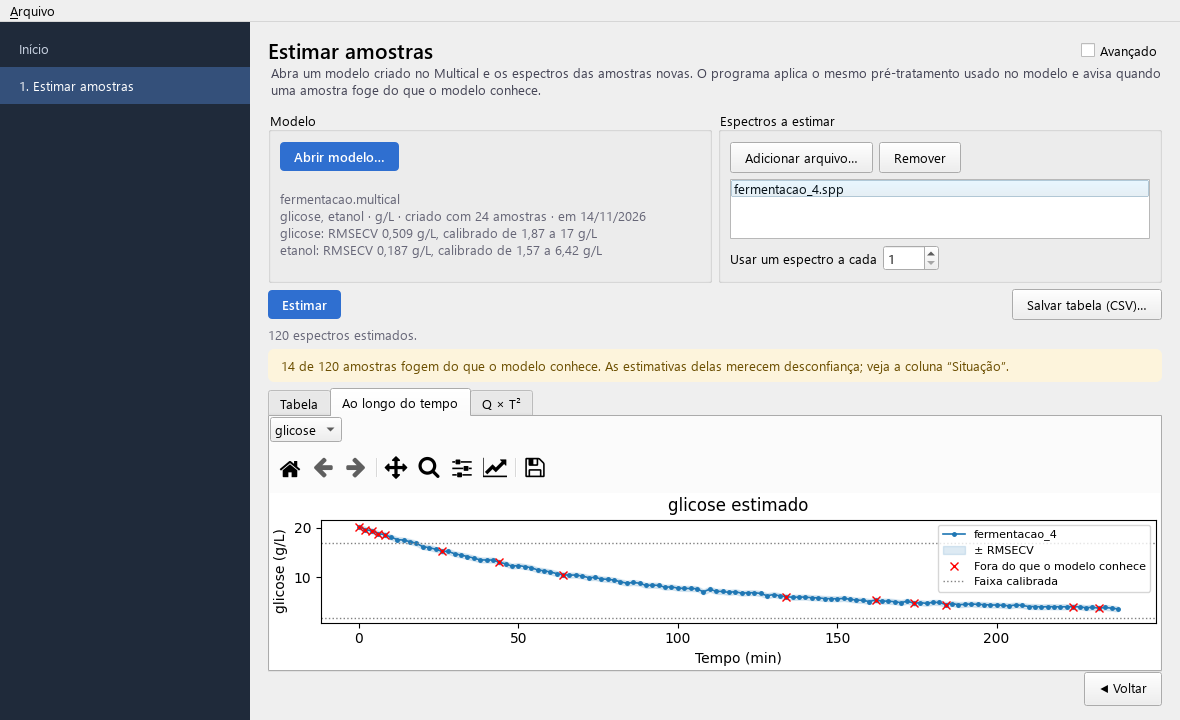 Arquivo
Início
1. Estimar amostras
Estimar amostras
Avançado
Abra um modelo criado no Multical e os espectros das amostras novas. O programa aplica o mesmo pré-tratamento usado no modelo e avisa quando
uma amostra foge do que o modelo conhece.
Modelo
Abrir modelo...
fermentacao.multical
glicose, etanol · g/L · criado com 24 amostras · em 14/11/2026
glicose: RMSECV 0,509 g/L, calibrado de 1,87 a 17 g/L
etanol: RMSECV 0,187 g/L, calibrado de 1,57 a 6,42 g/L
Espectros a estimar
Adicionar arquivo...
Remover
fermentacao_4.spp
Usar um espectro a cada 1
Estimar
Salvar tabela (CSV)...
120 espectros estimados.
14 de 120 amostras fogem do que o modelo conhece. As estimativas delas merecem desconfiança; veja a coluna “Situação”.
Tabela
Ao longo do tempo
Q × T²
glicose
glicose estimado
glicose (g/L)
20
10
fermentacao_4
± RMSECV
Fora do que o modelo conhece
Faixa calibrada
0 50 100 150 200
Tempo (min)
◄ Voltar